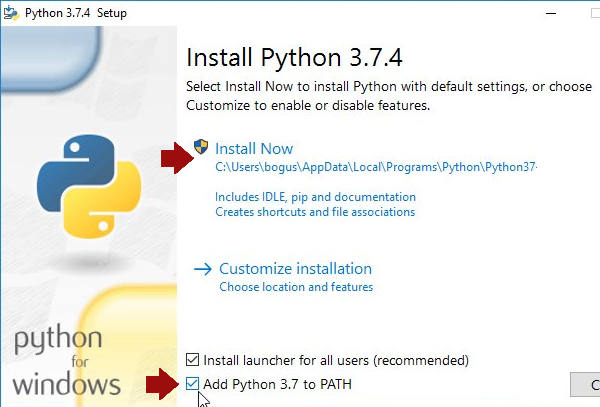 Python 3.7.4 Setup
Install Python 3.7.4
Select Install Now to install Python with default settings, or choose
Customize to enable or disable features.
Install Now
C:\Users\bogus\AppData\Local\Programs\Python\Python37-
Includes IDLE, pip and documentation
Creates shortcuts and file associations
Customize installation
Choose location and features
Install launcher for all users (recommended)
Add Python 3.7 to PATH
C
python
for
windows